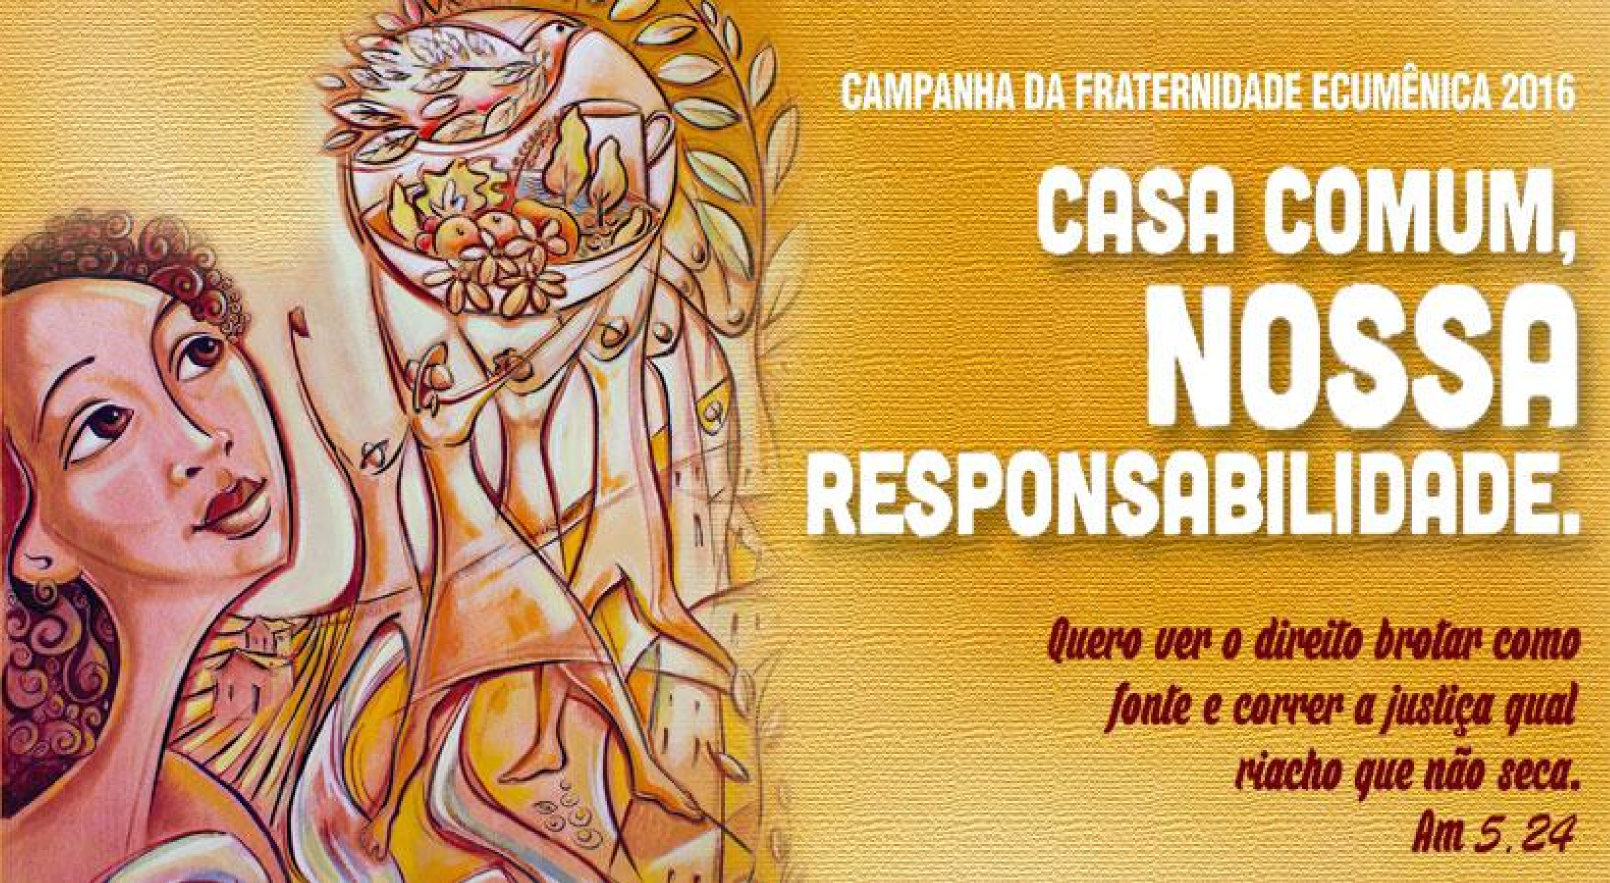 CAMPANHA DA FRATERNIDADE ECUMÊNICA 2016
CASA COMUM,
NOSSA
RESPONSABILIDADE.
Quero ver o direito brotar como
fonte e correr a justiça qual
riacho que não seca.
Am 5, 24